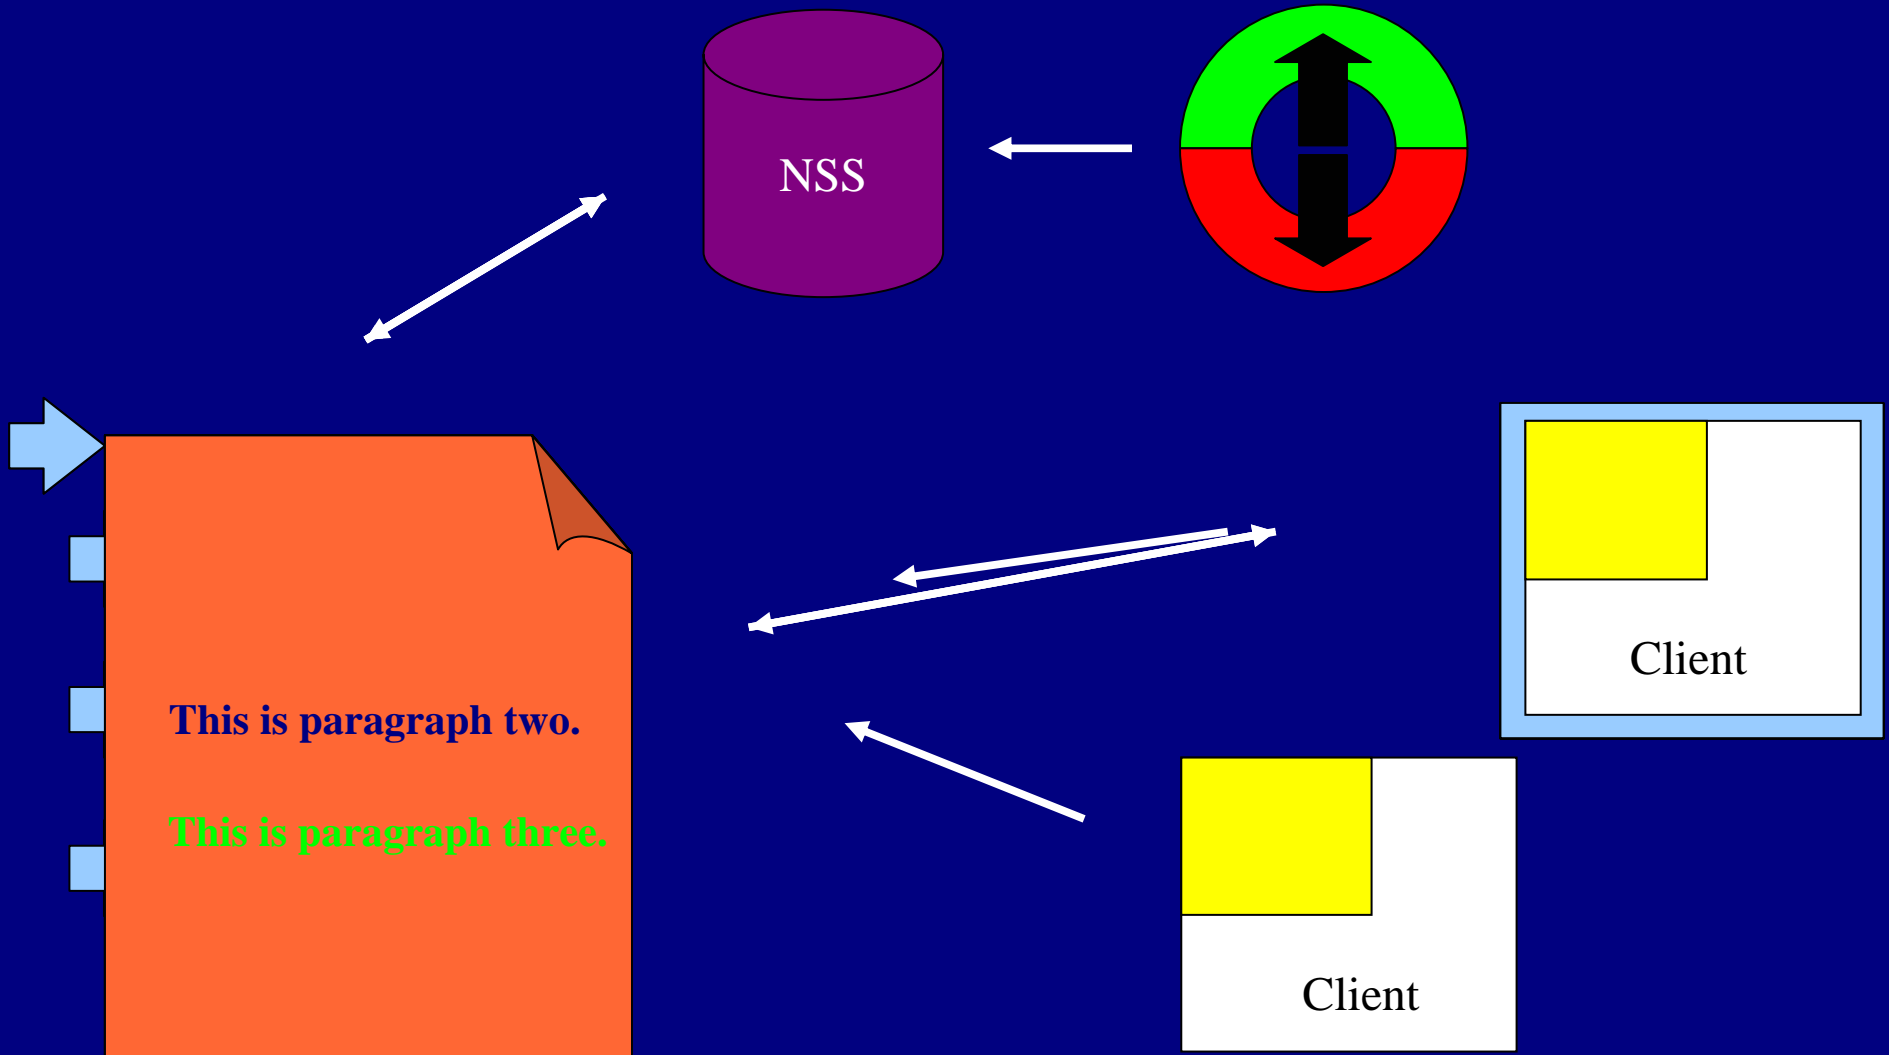 NSS
Client
This is paragraph two.
This is paragraph three.
Client